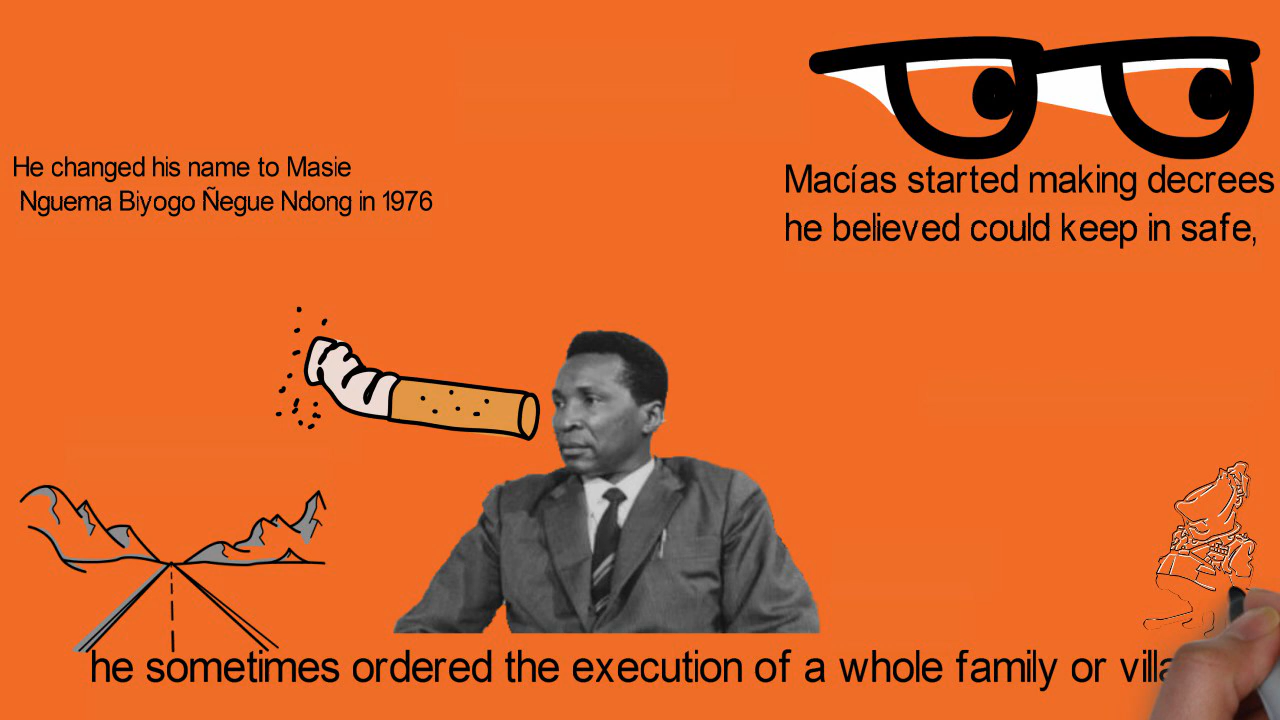 He changed his name to Masie
Nguema Biyogo Ñegue Ndong in 1976
Macías started making decrees
he believed could keep in safe,
he sometimes ordered the execution of a whole family or